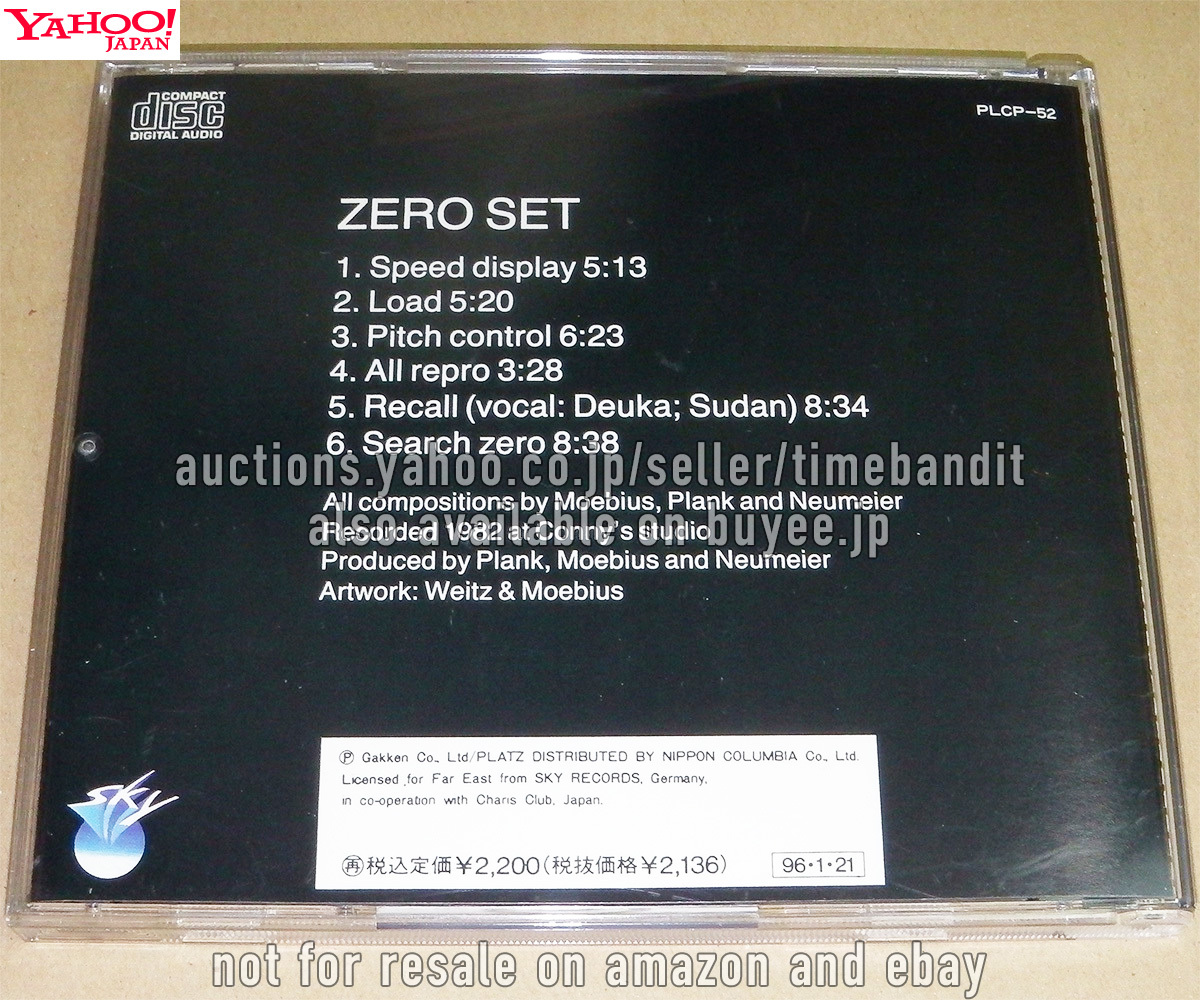 YAHOO!
JAPAN
COMPACT
disc
DIGITAL AUDIO
PLCP-52
ZERO SET
1. Speed display 5:13
2. Load 5:20
3. Pitch control 6:23
4. All repro 3:28
5. Recall (vocal: Deuka; Sudan) 8:34
6. Search zero 8:38
auctions.yahoo.co.jp/seller/timebandit
All compositions by Moebius, Plank and Neumeier
also available on buyee.jp
Recorded 1982 at Conny's studio
Produced by Plank, Moebius and Neumeier
Artwork: Weitz & Moebius
SKY
Ⓟ Gakken Co., Ltd/PLATZ DISTRIBUTED BY NIPPON COLUMBIA Co., Ltd.
Licensed for Far East from SKY RECORDS, Germany,
in co-operation with Charis Club, Japan.
再税込定価¥2,200(税抜価格¥2,136)
96・1・21
not for resale on amazon and ebay